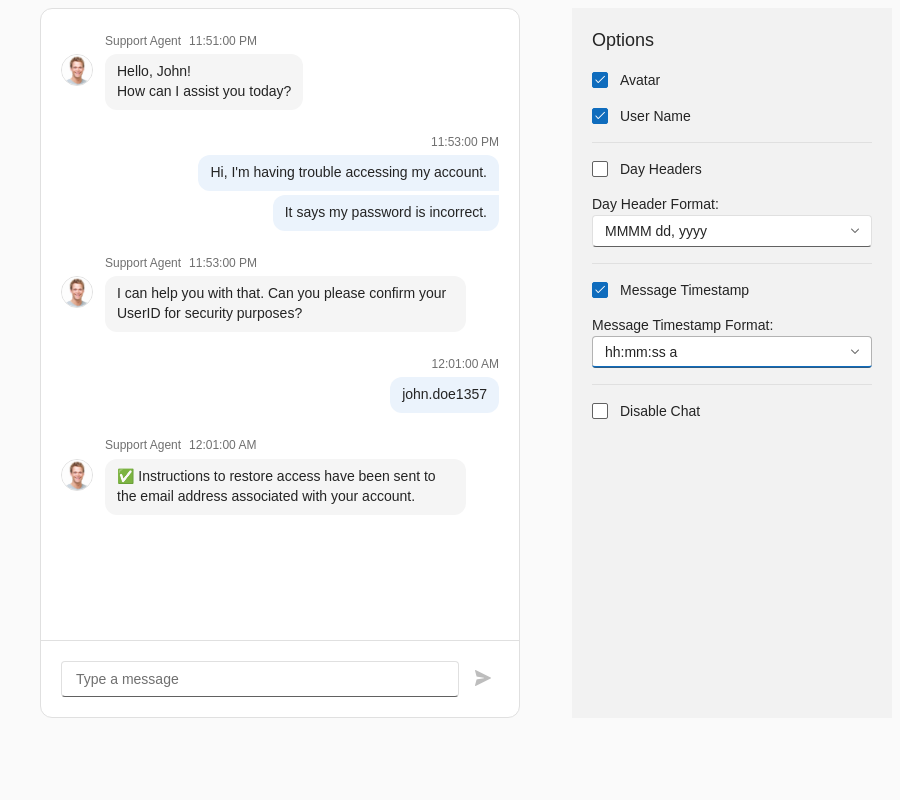 Support Agent 11:51:00 PM
Hello, John!
How can I assist you today?
11:53:00 PM
Hi, I'm having trouble accessing my account.
It says my password is incorrect.
Support Agent 11:53:00 PM
I can help you with that. Can you please confirm your
UserID for security purposes?
12:01:00 AM
john.doe1357
Support Agent 12:01:00 AM
✅ Instructions to restore access have been sent to
the email address associated with your account.
Type a message
Options
Avatar
User Name
Day Headers
Day Header Format:
MMMM dd, yyyy
Message Timestamp
Message Timestamp Format:
hh:mm:ss a
Disable Chat